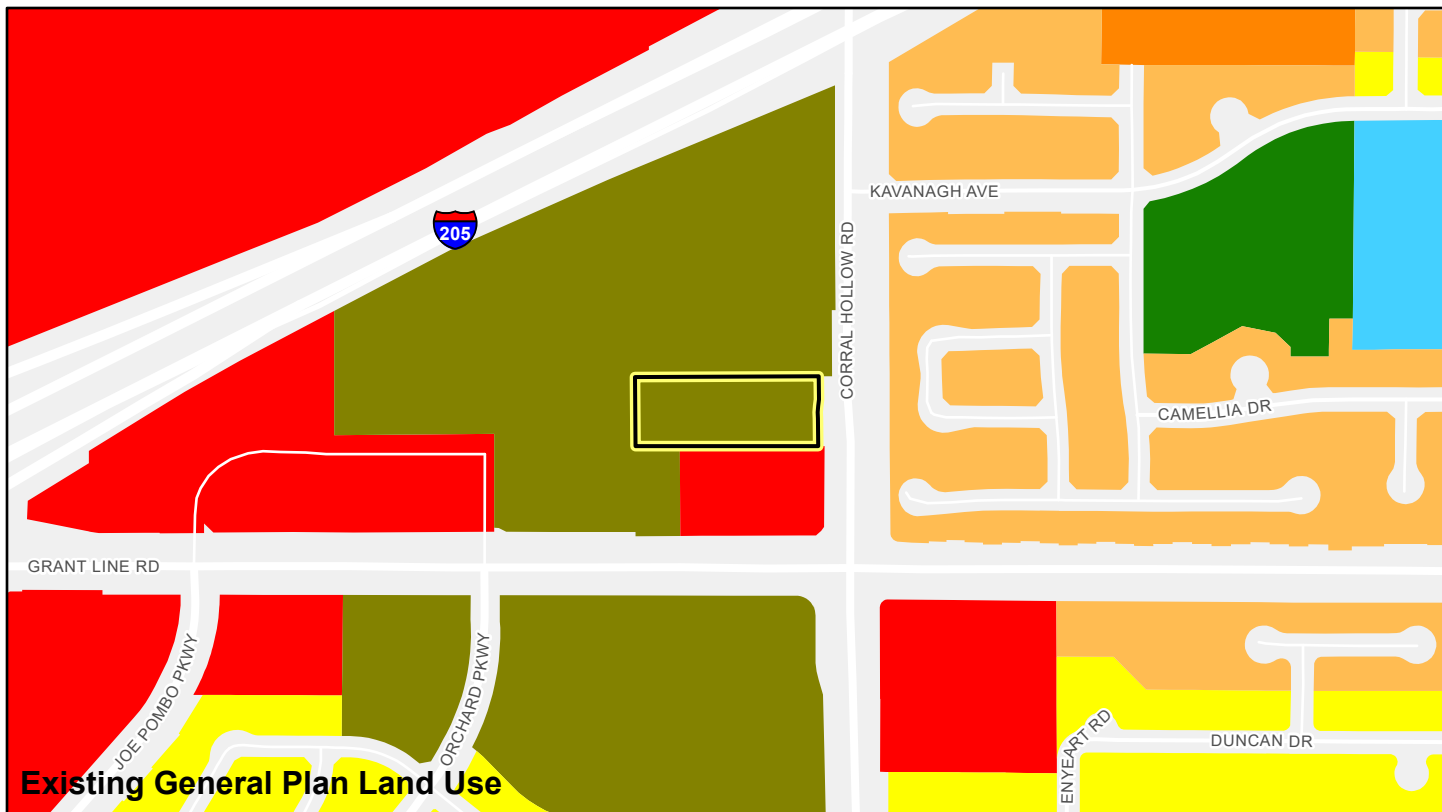 KAVANAGH AVE
205
CORRAL HOLLOW RD
CAMELLIA DR
GRANT LINE RD
JOE POMBO PKWY
ORCHARD PKWY
ENYEART RD
DUNCAN DR
Existing General Plan Land Use